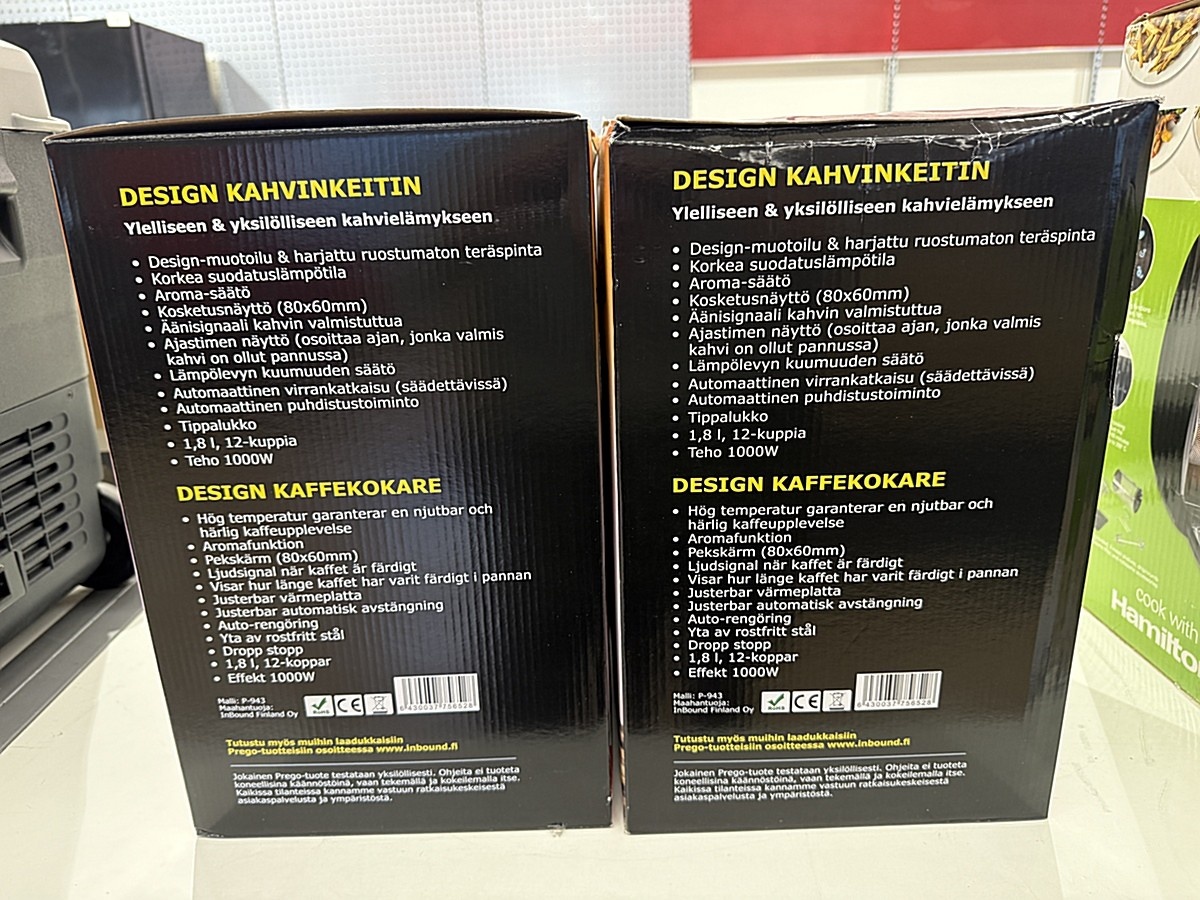 DESIGN KAHVINKEITIN
Ylelliseen & yksilölliseen kahvielämykseen
• Design-muotoilu & harjattu ruostumaton teräspinta
• Korkea suodatuslämpötila
• Aroma-säätö
• Kosketusnäyttö (80x60mm)
• Äänisignaali kahvin valmistuttua
• Ajastimen näyttö (osoittaa ajan, jonka valmis
kahvi on ollut pannussa)
• Lämpölevyn kuumuuden säätö
• Automaattinen virrankatkaisu (säädettävissä)
• Automaattinen puhdistustoiminto
• Tippalukko
• 1,8 l, 12-kuppia
• Teho 1000W
DESIGN KAFFEKOKARE
• Hög temperatur garanterar en njutbar och
härlig kaffeupplevelse
• Aromafunktion
• Pekskärm (80x60mm)
• Ljudsignal när kaffet är färdigt
• Visar hur länge kaffet har varit färdigt i pannan
• Justerbar värmeplatta
• Justerbar automatisk avstängning
• Auto-rengöring
• Yta av rostfritt stål
• Dropp stopp
• 1,8 l, 12-koppar
• Effekt 1000W
Malli: P-943
Maahantuoja:
InBound Finland Oy
RoHS CE
6 430037 756528
Tutustu myös muihin laadukkaisiin
Prego-tuotteisiin osoitteessa www.inbound.fi
Jokainen Prego-tuote testataan yksilöllisesti. Ohjeita ei tuoteta
koneellisina käännöstöinä, vaan tekemällä ja kokeilemalla itse.
Kaikissa tilanteissa kannamme vastuun ratkaisukeskeisestä
asiakaspalvelusta ja ympäristöstä.
DESIGN KAHVINKEITIN
Ylelliseen & yksilölliseen kahvielämykseen
• Design-muotoilu & harjattu ruostumaton teräspinta
• Korkea suodatuslämpötila
• Aroma-säätö
• Kosketusnäyttö (80x60mm)
• Äänisignaali kahvin valmistuttua
• Ajastimen näyttö (osoittaa ajan, jonka valmis
kahvi on ollut pannussa)
• Lämpölevyn kuumuuden säätö
• Automaattinen virrankatkaisu (säädettävissä)
• Automaattinen puhdistustoiminto
• Tippalukko
• 1,8 l, 12-kuppia
• Teho 1000W
DESIGN KAFFEKOKARE
• Hög temperatur garanterar en njutbar och
härlig kaffeupplevelse
• Aromafunktion
• Pekskärm (80x60mm)
• Ljudsignal när kaffet är färdigt
• Visar hur länge kaffet har varit färdigt i pannan
• Justerbar värmeplatta
• Justerbar automatisk avstängning
• Auto-rengöring
• Yta av rostfritt stål
• Dropp stopp
• 1,8 l, 12-koppar
• Effekt 1000W
Malli: P-943
Maahantuoja:
InBound Finland Oy
RoHS CE
6 430037 756528
Tutustu myös muihin laadukkaisiin
Prego-tuotteisiin osoitteessa www.inbound.fi
Jokainen Prego-tuote testataan yksilöllisesti. Ohjeita ei tuoteta
koneellisina käännöstöinä, vaan tekemällä ja kokeilemalla itse.
Kaikissa tilanteissa kannamme vastuun ratkaisukeskeisestä
asiakaspalvelusta ja ympäristöstä.
cook with
Hamilto